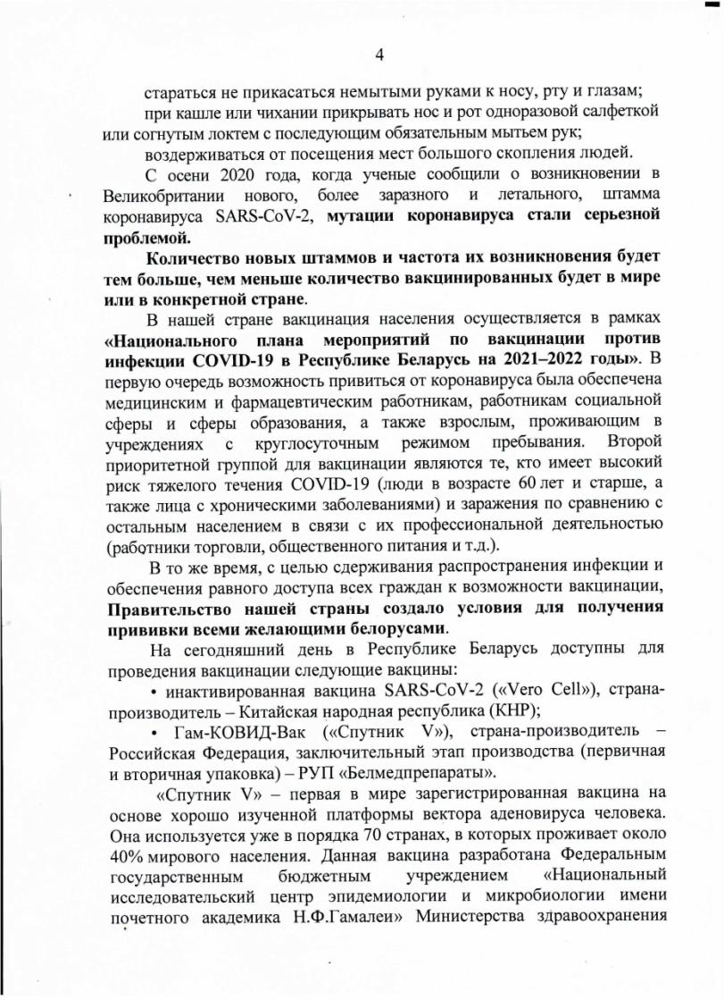 4
стараться не прикасаться немытыми руками к носу, рту и глазам;
при кашле или чихании прикрывать нос и рот одноразовой салфеткой
или согнутым локтем с последующим обязательным мытьем рук;
воздерживаться от посещения мест большого скопления людей.
С осени 2020 года, когда ученые сообщили о возникновении в
Великобритании нового, более заразного и летального, штамма
коронавируса SARS-CoV-2, мутации коронавируса стали серьезной
проблемой.
Количество новых штаммов и частота их возникновения будет
тем больше, чем меньше количество вакцинированных будет в мире
или в конкретной стране.
В нашей стране вакцинация населения осуществляется в рамках
«Национального плана мероприятий по вакцинации против
инфекции COVID-19 в Республике Беларусь на 2021–2022 годы». В
первую очередь возможность привиться от коронавируса была обеспечена
медицинским и фармацевтическим работникам, работникам социальной
сферы и сферы образования, а также взрослым, проживающим в
учреждениях с круглосуточным режимом пребывания. Второй
приоритетной группой для вакцинации являются те, кто имеет высокий
риск тяжелого течения COVID-19 (люди в возрасте 60 лет и старше, а
также лица с хроническими заболеваниями) и заражения по сравнению с
остальным населением в связи с их профессиональной деятельностью
(работники торговли, общественного питания и т.д.).
В то же время, с целью сдерживания распространения инфекции и
обеспечения равного доступа всех граждан к возможности вакцинации,
Правительство нашей страны создало условия для получения
прививки всеми желающими белорусами.
На сегодняшний день в Республике Беларусь доступны для
проведения вакцинации следующие вакцины:
• инактивированная вакцина SARS-CoV-2 («Vero Cell»), страна-
производитель – Китайская народная республика (КНР);
• Гам-КОВИД-Вак («Спутник V»), страна-производитель –
Российская Федерация, заключительный этап производства (первичная
и вторичная упаковка) – РУП «Белмедпрепараты».
«Спутник V» – первая в мире зарегистрированная вакцина на
основе хорошо изученной платформы вектора аденовируса человека.
Она используется уже в порядка 70 странах, в которых проживает около
40% мирового населения. Данная вакцина разработана Федеральным
государственным бюджетным учреждением «Национальный
исследовательский центр эпидемиологии и микробиологии имени
почетного академика Н.Ф.Гамалеи» Министерства здравоохранения